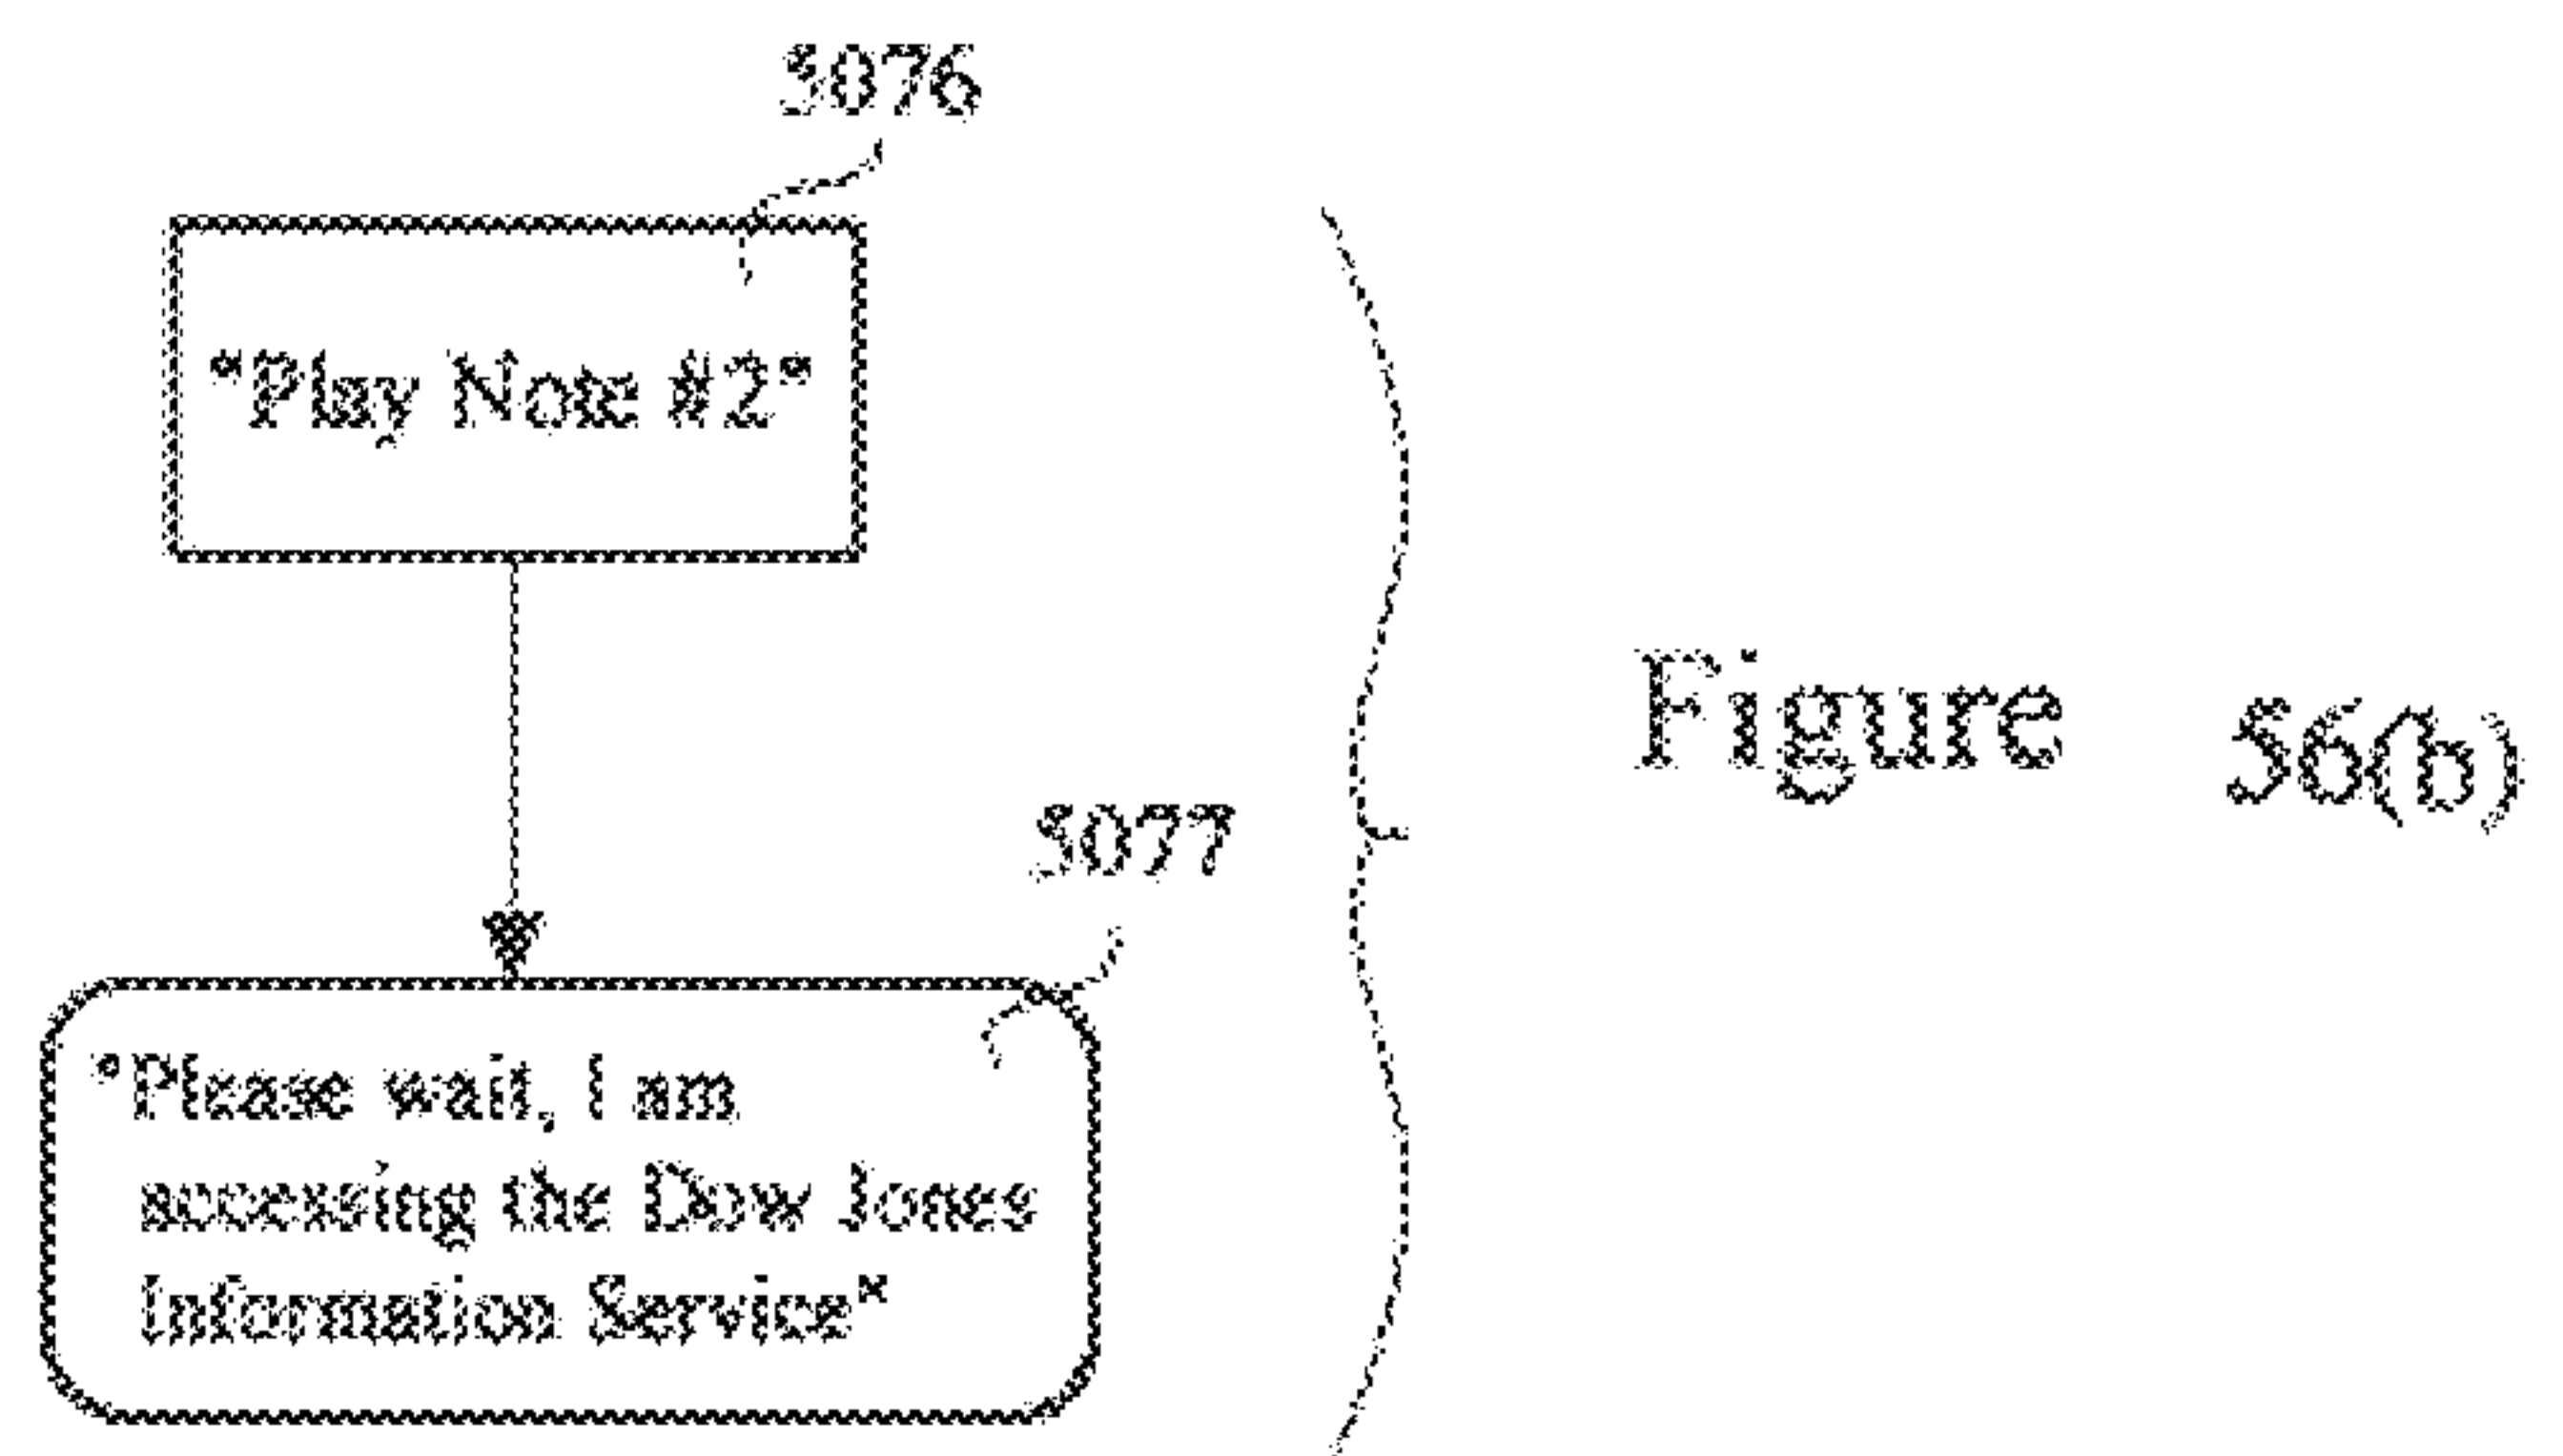 5076
"Play Note #2"
Figure 56(b)
5077
"Please wait, I am
accessing the Dow Jones
Information Service"